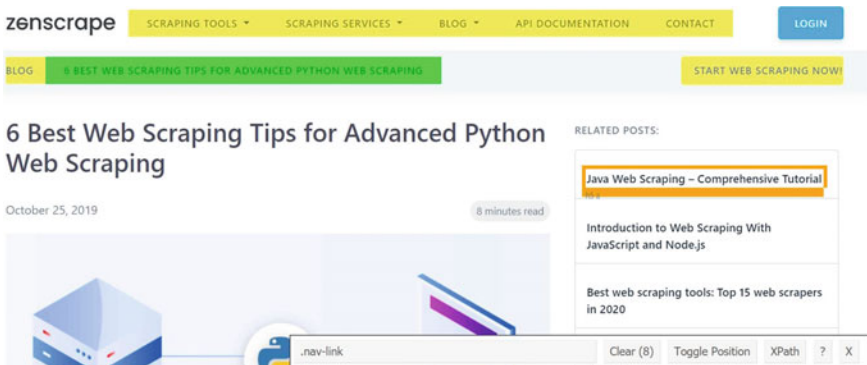 zenscrape SCRAPING TOOLS SCRAPING SERVICES BLOG API DOCUMENTATION CONTACT LOGIN
BLOG 6 BEST WEB SCRAPING TIPS FOR ADVANCED PYTHON WEB SCRAPING START WEB SCRAPING NOW!
6 Best Web Scraping Tips for Advanced Python
Web Scraping
October 25, 2019 8 minutes read
RELATED POSTS:
Java Web Scraping – Comprehensive Tutorial
Introduction to Web Scraping With
JavaScript and Node.js
Best web scraping tools: Top 15 web scrapers
in 2020
.nav-link Clear (8) Toggle Position XPath ? X